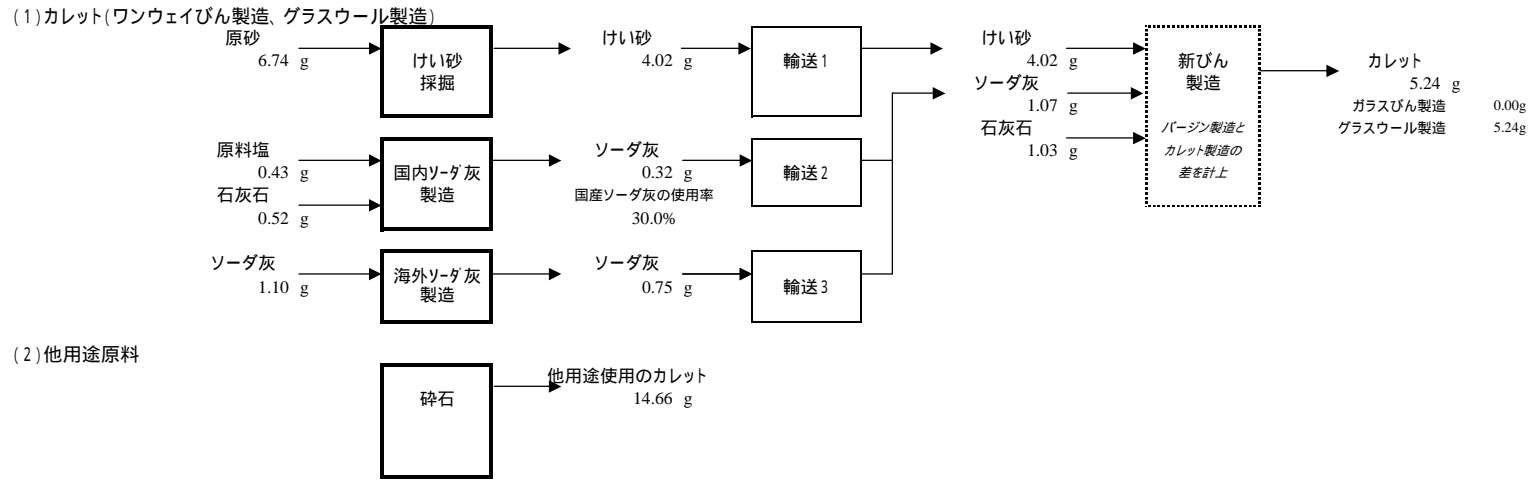 (1)カレット(ワンウェイびん製造、グラスウール製造)
原砂
6.74 g
けい砂
採掘
けい砂
4.02 g
輸送1
けい砂
4.02 g
ソーダ灰
1.07 g
石灰石
1.03 g
新びん
製造
バージン製造と
カレット製造の
差を計上
カレット
5.24 g
ガラスびん製造 0.00g
グラスウール製造 5.24g
原料塩
0.43 g
石灰石
0.52 g
国内ソーダ灰
製造
ソーダ灰
0.32 g
国産ソーダ灰の使用率
30.0%
輸送2
ソーダ灰
1.10 g
海外ソーダ灰
製造
ソーダ灰
0.75 g
輸送3
(2)他用途原料
砕石
他用途使用のカレット
14.66 g